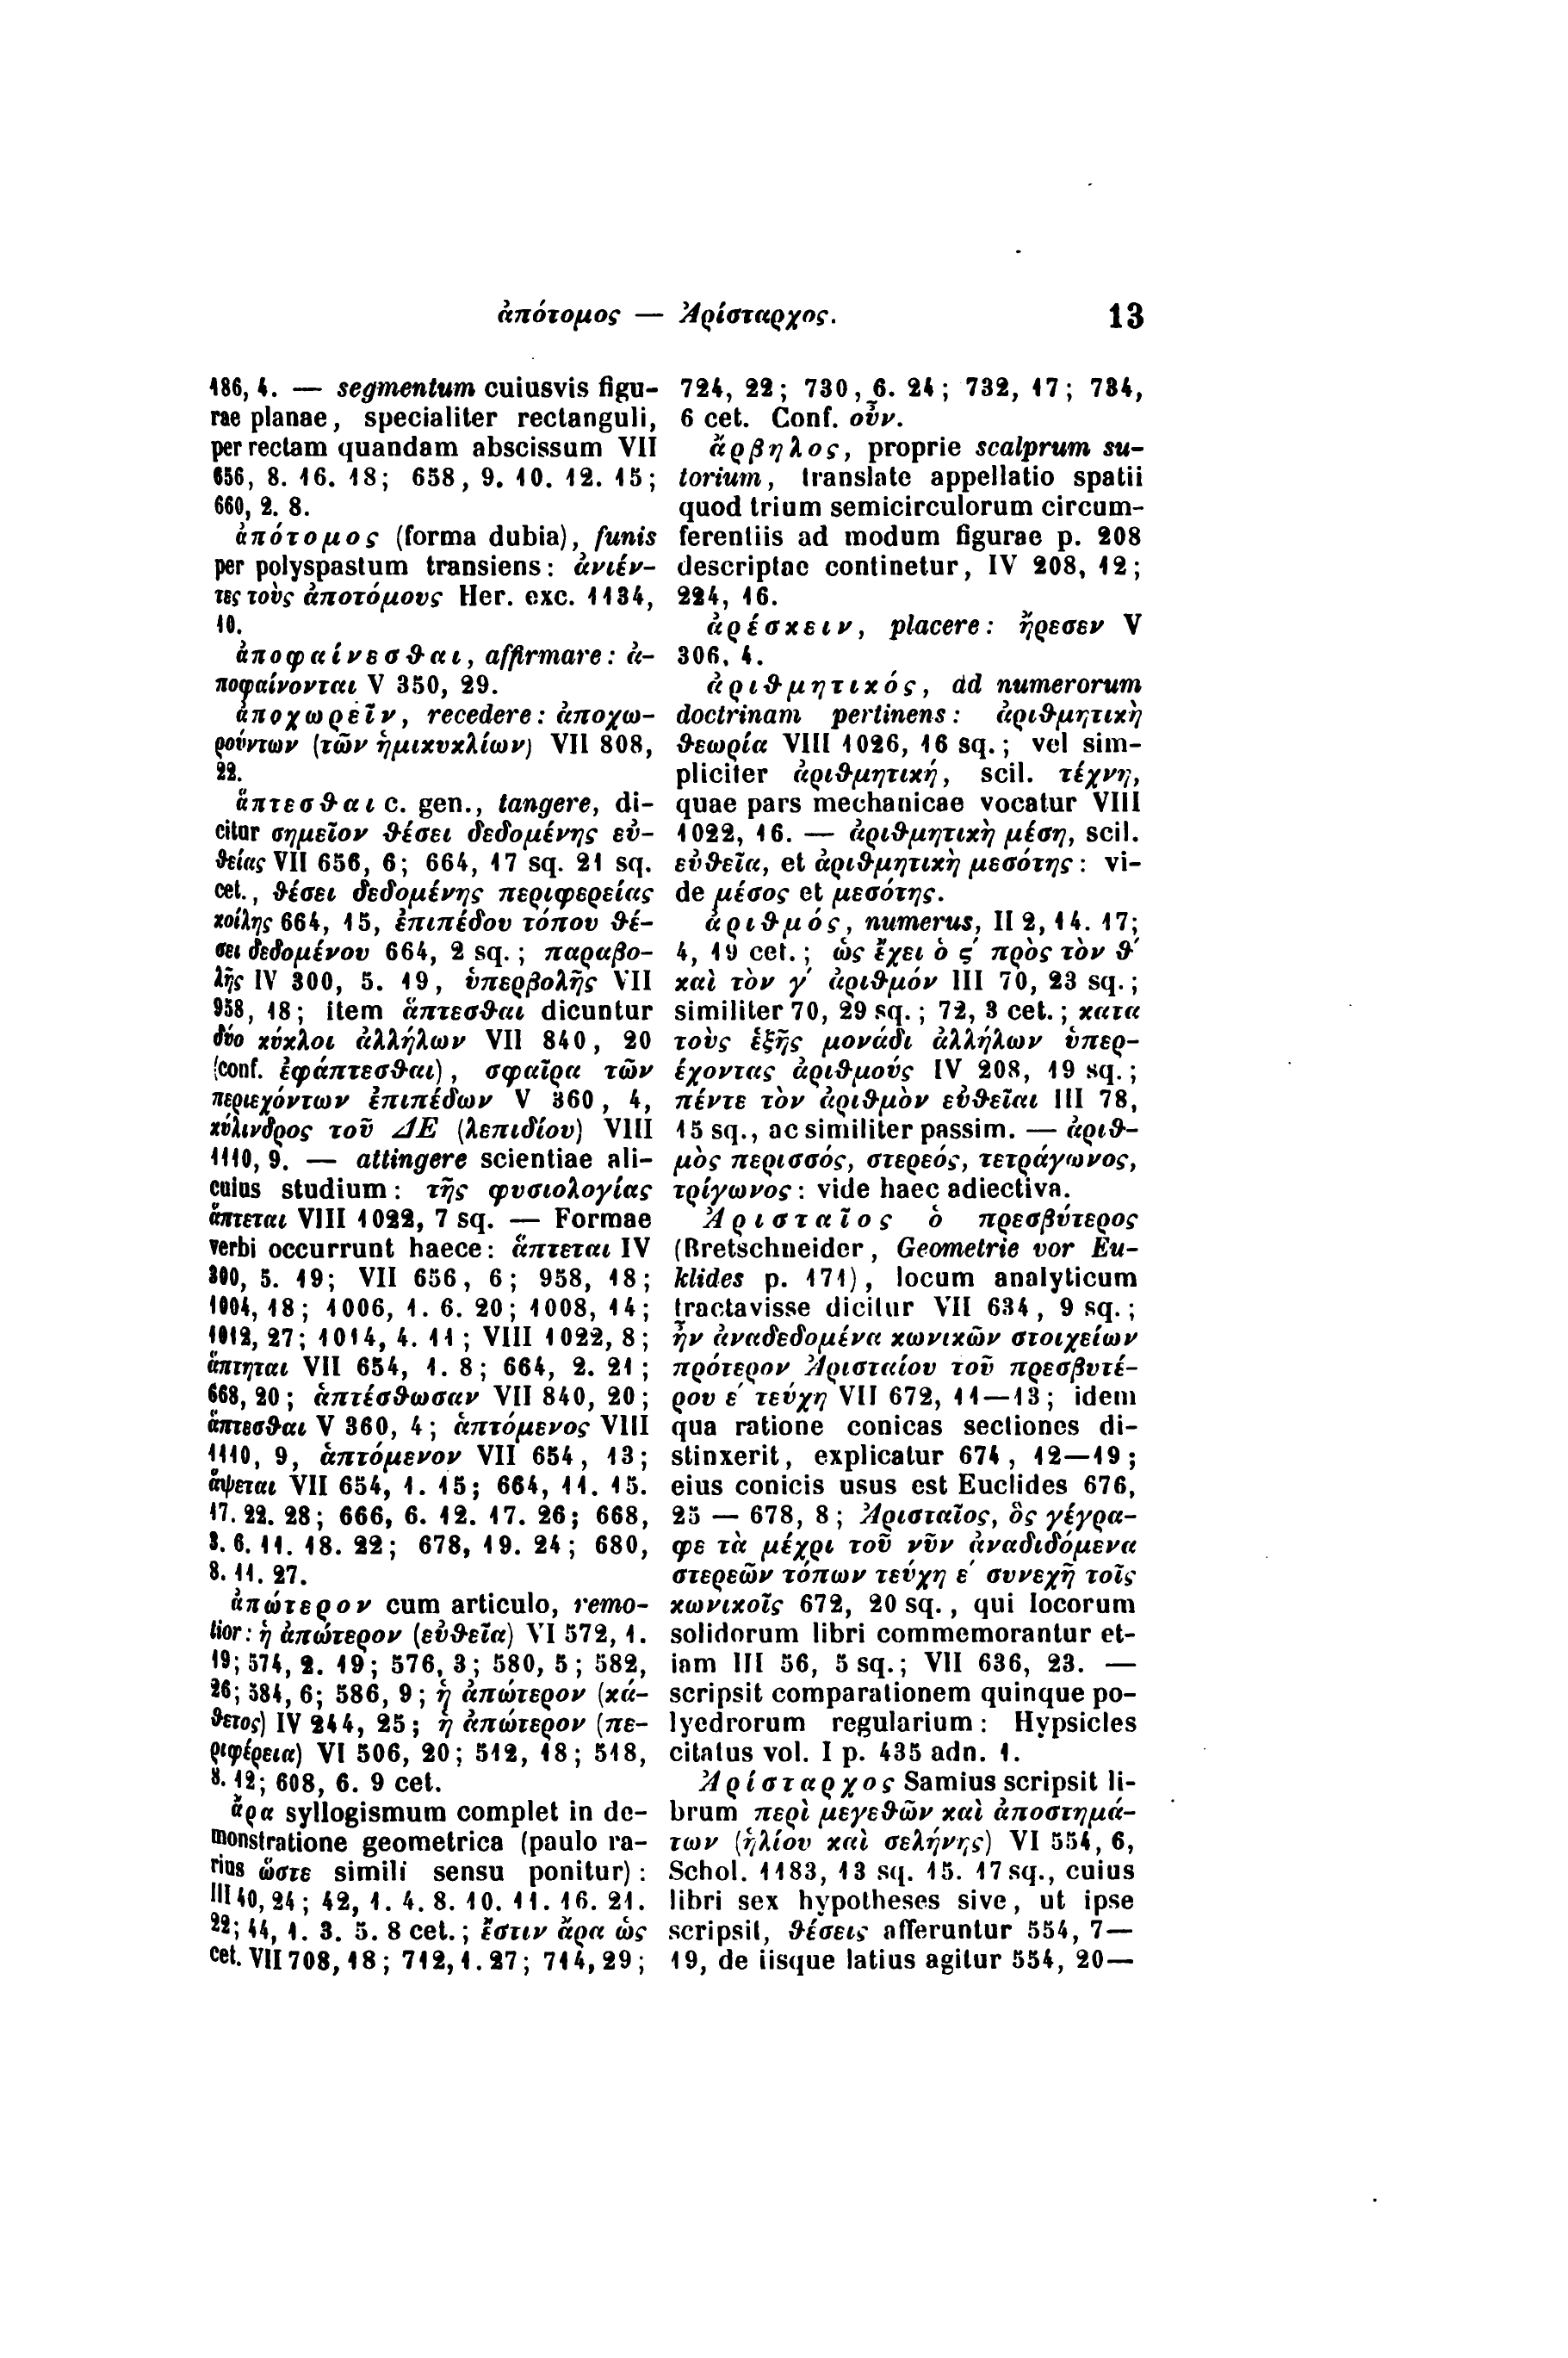 ἀπότομος — Ἀρίσταρχος. 13
186, 4. — segmentum cuiusvis figu-
rae planae, specialiter rectanguli,
per rectam quandam abscissum VII
656, 8. 16. 18; 658, 9. 10. 12. 15;
660, 2. 8.
ἀπότομος (forma dubia), funis
per polyspastum transiens: ἀνιέν-
τες τοὺς ἀποτόμους Her. exc. 1134,
10.
ἀποφαίνεσθαι, affirmare: ἀ-
ποφαίνονται V 350, 29.
ἀποχωρεῖν, recedere: ἀποχω-
ρούντων (τῶν ἡμικυκλίων) VII 808,
22.
ἅπτεσθαι c. gen., tangere, di-
citur σημεῖον θέσει δεδομένης εὐ-
θείας VII 656, 6; 664, 17 sq. 21 sq.
cet., θέσει δεδομένης περιφερείας
κοίλης 664, 15, ἐπιπέδου τόπου θέ-
σει δεδομένου 664, 2 sq.; παραβο-
λῆς IV 300, 5. 19, ὑπερβολῆς VII
958, 18; item ἅπτεσθαι dicuntur
δύο κύκλοι ἀλλήλων VII 840, 20
(conf. ἐφάπτεσθαι), σφαῖρα τῶν
περιεχόντων ἐπιπέδων V 360, 4,
κύλινδρος τοῦ ΔΕ (λεπιδίου) VIII
1110, 9. — attingere scientiae ali-
cuius studium: τῆς φυσιολογίας
ἅπτεται VIII 1022, 7 sq. — Formae
verbi occurrunt haece: ἅπτεται IV
300, 5. 19; VII 656, 6; 958, 18;
1004, 18; 1006, 1. 6. 20; 1008, 14;
1012, 27; 1014, 4. 11; VIII 1022, 8;
ἅπτηται VII 654, 1. 8; 664, 2. 21;
668, 20; ἁπτέσθωσαν VII 840, 20;
ἅπτεσθαι V 360, 4; ἁπτόμενος VIII
1110, 9, ἁπτόμενον VII 654, 13;
ἅψεται VII 654, 1. 15; 664, 11. 15.
17. 22. 28; 666, 6. 12. 17. 26; 668,
3. 6. 11. 18. 22; 678, 19. 24; 680,
8. 11. 27.
ἀπώτερον cum articulo, remo-
tior: ἡ ἀπώτερον (εὐθεῖα) VI 572, 1.
19; 574, 2. 19; 576, 3; 580, 5; 582,
26; 584, 6; 586, 9; ἡ ἀπώτερον (κά-
θετος) IV 244, 25; ἡ ἀπώτερον (πε-
ριφέρεια) VI 506, 20; 512, 18; 518,
8. 12; 608, 6. 9 cet.
ἄρα syllogismum complet in de-
monstratione geometrica (paulo ra-
rius ὥστε simili sensu ponitur):
III 40, 24; 42, 1. 4. 8. 10. 11. 16. 21.
22; 44, 1. 3. 5. 8 cet.; ἔστιν ἄρα ὡς
cet. VII 708, 18; 712, 1. 27; 714, 29;
724, 22; 730, 6. 24; 732, 17; 734,
6 cet. Conf. οὖν.
ἄρβηλος, proprie scalprum su-
torium, translate appellatio spatii
quod trium semicirculorum circum-
ferentiis ad modum figurae p. 208
descriptae continetur, IV 208, 12;
224, 16.
ἀρέσκειν, placere: ἤρεσεν V
306, 4.
ἀριθμητικός, ad numerorum
doctrinam pertinens: ἀριθμητικὴ
θεωρία VIII 1026, 16 sq.; vel sim-
pliciter ἀριθμητική, scil. τέχνη,
quae pars mechanicae vocatur VIII
1022, 16. — ἀριθμητικὴ μέση, scil.
εὐθεῖα, et ἀριθμητικὴ μεσότης: vi-
de μέσος et μεσότης.
ἀριθμός, numerus, II 2, 14. 17;
4, 19 cet.; ὡς ἔχει ὁ ϛʹ πρὸς τὸν θʹ
καὶ τὸν γʹ ἀριθμόν III 70, 23 sq.;
similiter 70, 29 sq.; 72, 3 cet.; κατὰ
τοὺς ἑξῆς μονάδι ἀλλήλων ὑπερ-
έχοντας ἀριθμούς IV 208, 19 sq.;
πέντε τὸν ἀριθμὸν εὐθεῖαι III 78,
15 sq., ac similiter passim. — ἀριθ-
μὸς περισσός, στερεός, τετράγωνος,
τρίγωνος: vide haec adiectiva.
Ἀρισταῖος ὁ πρεσβύτερος
(Bretschneider, Geometrie vor Eu-
klides p. 171), locum analyticum
tractavisse dicitur VII 634, 9 sq.;
ἦν ἀναδεδομένα κωνικῶν στοιχείων
πρότερον Ἀρισταίου τοῦ πρεσβυτέ-
ρου εʹ τεύχη VII 672, 11—13; idem
qua ratione conicas sectiones di-
stinxerit, explicatur 674, 12—19;
eius conicis usus est Euclides 676,
25 — 678, 8; Ἀρισταῖος, ὃς γέγρα-
φε τὰ μέχρι τοῦ νῦν ἀναδιδόμενα
στερεῶν τόπων τεύχη εʹ συνεχῆ τοῖς
κωνικοῖς 672, 20 sq., qui locorum
solidorum libri commemorantur et-
iam III 56, 5 sq.; VII 636, 23. —
scripsit comparationem quinque po-
lyedrorum regularium: Hypsicles
citatus vol. I p. 435 adn. 1.
Ἀρίσταρχος Samius scripsit li-
brum περὶ μεγεθῶν καὶ ἀποστημά-
των (ἡλίου καὶ σελήνης) VI 554, 6,
Schol. 1183, 13 sq. 15. 17 sq., cuius
libri sex hypotheses sive, ut ipse
scripsit, θέσεις afferuntur 554, 7—
19, de iisque latius agitur 554, 20—